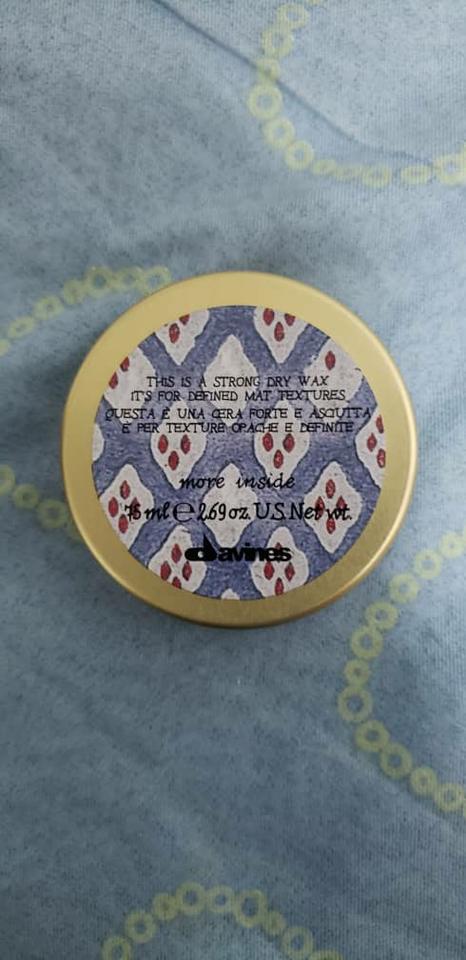 THIS IS A STRONG DRY WAX
IT'S FOR DEFINED MAT TEXTURES
QUESTA È UNA CERA FORTE E ASCIUTTA
È PER TEXTURE OPACHE E DEFINITE
more inside
75 ml e 2.69 oz. U.S. Net wt.
davines